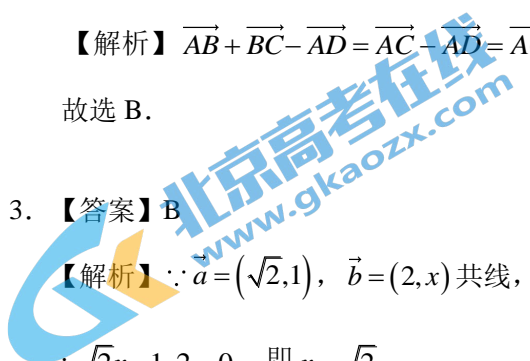 【解析】 $\overrightarrow{AB}+\overrightarrow{BC}-\overrightarrow{AD}=\overrightarrow{AC}-\overrightarrow{AD}=$
故选 B.
北京高考在线
www.gkaozx.com
3. 【答案】B
【解析】∵ $\vec{a}=(\sqrt{2},1)$, $\vec{b}=(2,x)$ 共线,